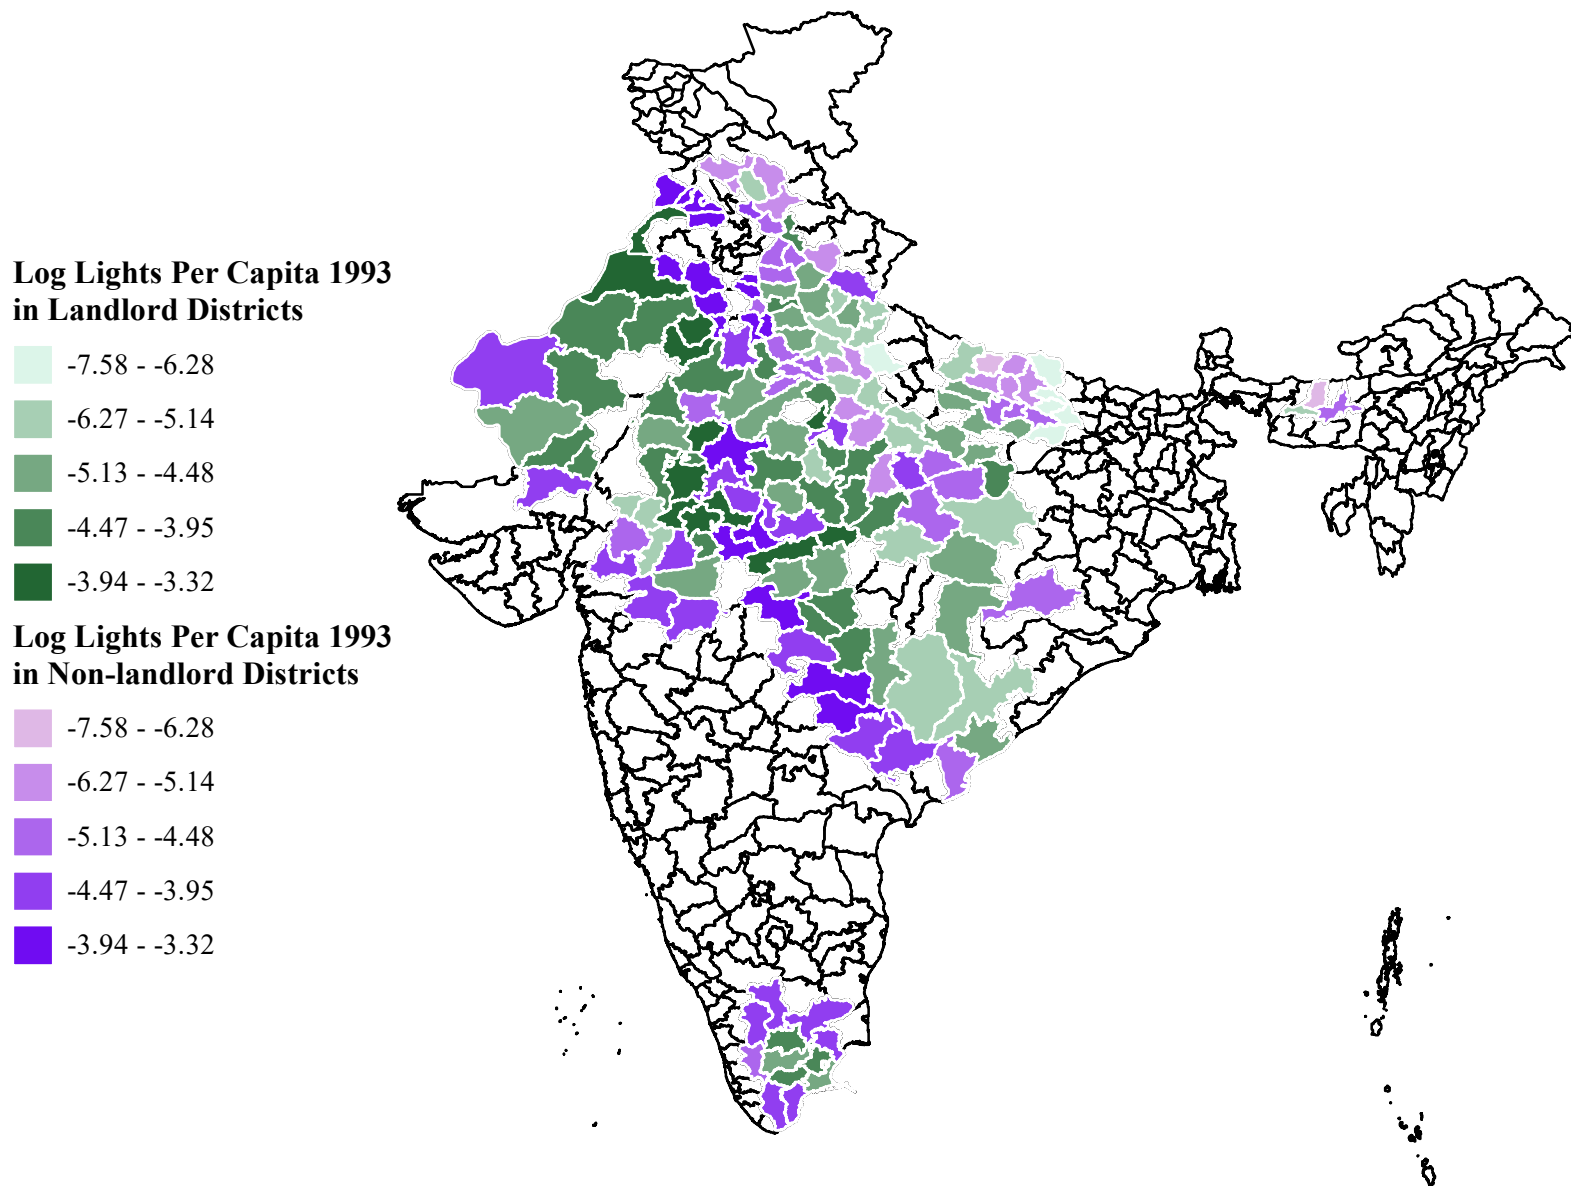 Log Lights Per Capita 1993
in Landlord Districts
-7.58 - -6.28
-6.27 - -5.14
-5.13 - -4.48
-4.47 - -3.95
-3.94 - -3.32
Log Lights Per Capita 1993
in Non-landlord Districts
-7.58 - -6.28
-6.27 - -5.14
-5.13 - -4.48
-4.47 - -3.95
-3.94 - -3.32